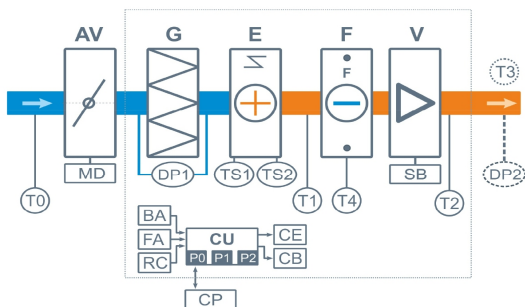 AV G E F V
T3
F
MD DP1 TS1 TS2 SB DP2
T0 T1 T4 T2
BA CU CE
FA
RC P0 P1 P2 CB
CP